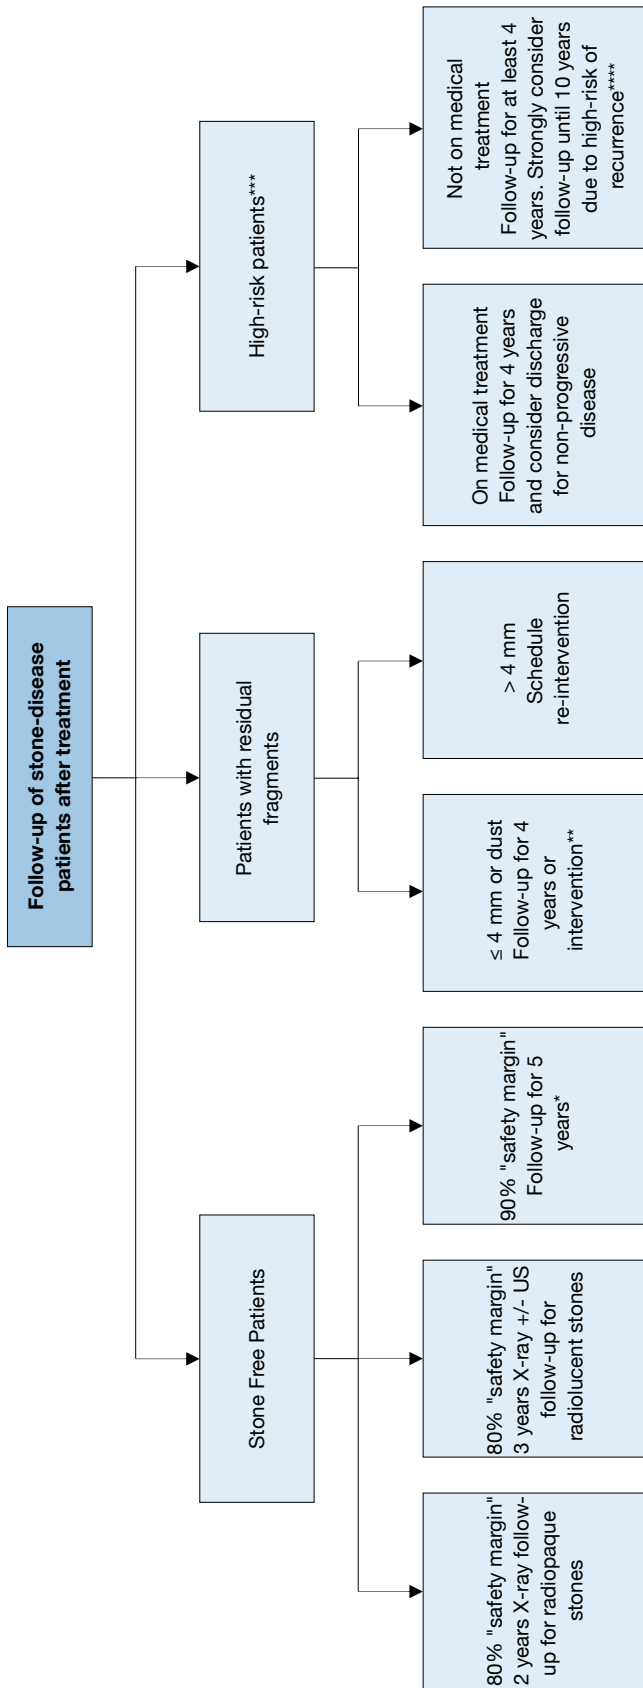 Follow-up of stone-disease
patients after treatment
Stone Free Patients
Patients with residual
fragments
High-risk patients***
80% "safety margin"
2 years X-ray follow-
up for radiopaque
stones
80% "safety margin"
3 years X-ray +/- US
follow-up for
radiolucent stones
90% "safety margin"
Follow-up for 5
years*
≤ 4 mm or dust
Follow-up for 4
years or
intervention**
> 4 mm
Schedule
re-intervention
On medical treatment
Follow-up for 4 years
and consider discharge
for non-progressive
disease
Not on medical
treatment
Follow-up for at least 4
years. Strongly consider
follow-up until 10 years
due to high-risk of
recurrence****